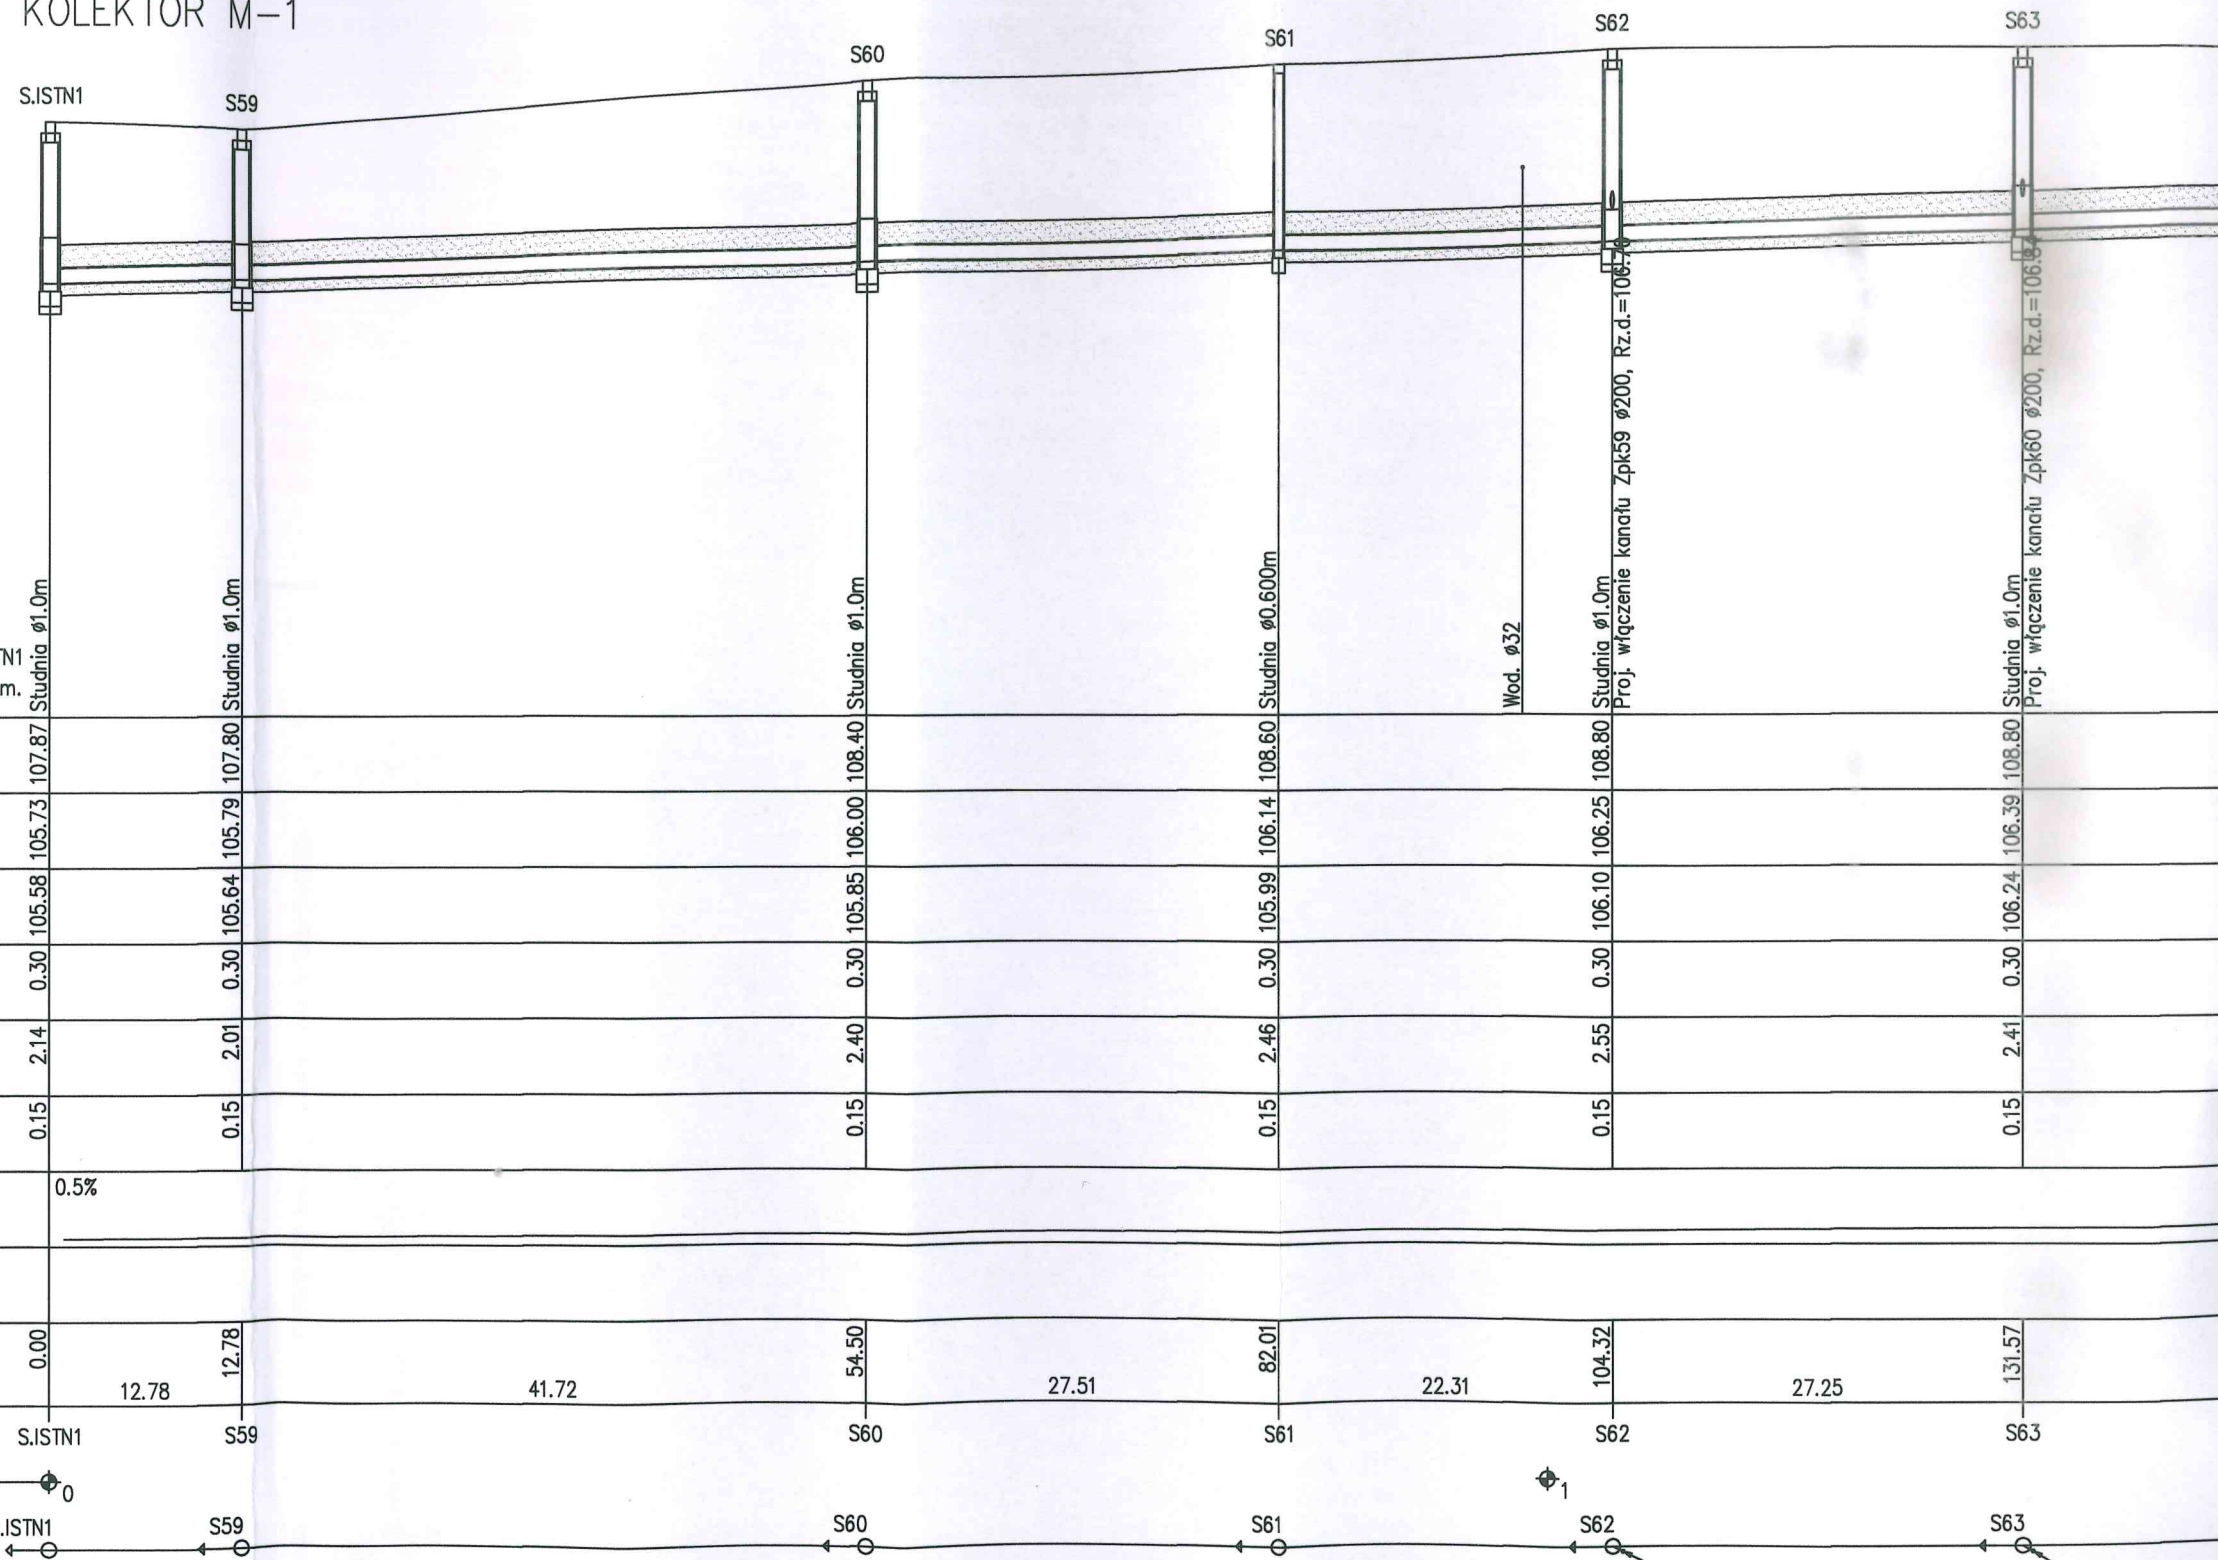 KOLEKTOR M-1
S.ISTN1 S59 S60 S61 S62 S63
TN1
m.
Studnia ø1.0m
Studnia ø1.0m
Studnia ø1.0m
Studnia ø0.600m
Wod. ø32
Studnia ø1.0m
Proj. włączenie kanału Zpk59 ø200, Rz.d.=106.70
Studnia ø1.0m
Proj. włączenie kanału Zpk60 ø200, Rz.d.=106.84
107.87 107.80 108.40 108.60 108.80 108.80
105.73 105.79 106.00 106.14 106.25 106.39
105.58 105.64 105.85 105.99 106.10 106.24
0.30 0.30 0.30 0.30 0.30 0.30
2.14 2.01 2.40 2.46 2.55 2.41
0.15 0.15 0.15 0.15 0.15 0.15
0.5%
0.00 12.78 54.50 82.01 104.32 131.57
12.78 41.72 27.51 22.31 27.25
S.ISTN1 S59 S60 S61 S62 S63
0 1
.ISTN1 S59 S60 S61 S62 S63